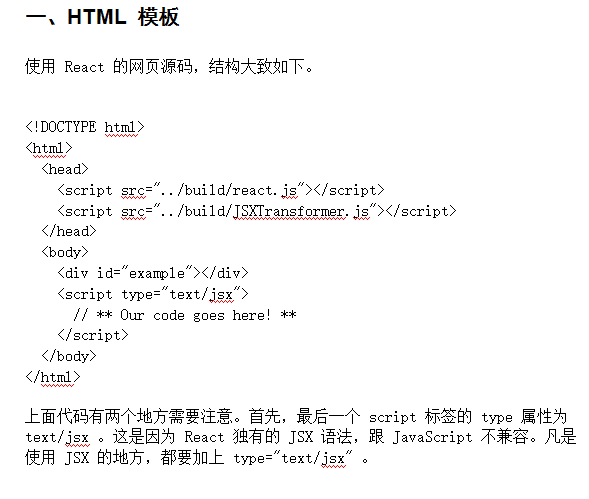 一、HTML 模板
使用 React 的网页源码，结构大致如下。
<!DOCTYPE html>
<html>
  <head>
    <script src="../build/react.js"></script>
    <script src="../build/JSXTransformer.js"></script>
  </head>
  <body>
    <div id="example"></div>
    <script type="text/jsx">
      // ** Our code goes here! **
    </script>
  </body>
</html>
上面代码有两个地方需要注意。首先，最后一个 script 标签的 type 属性为
text/jsx 。这是因为 React 独有的 JSX 语法，跟 JavaScript 不兼容。凡是
使用 JSX 的地方，都要加上 type="text/jsx" 。